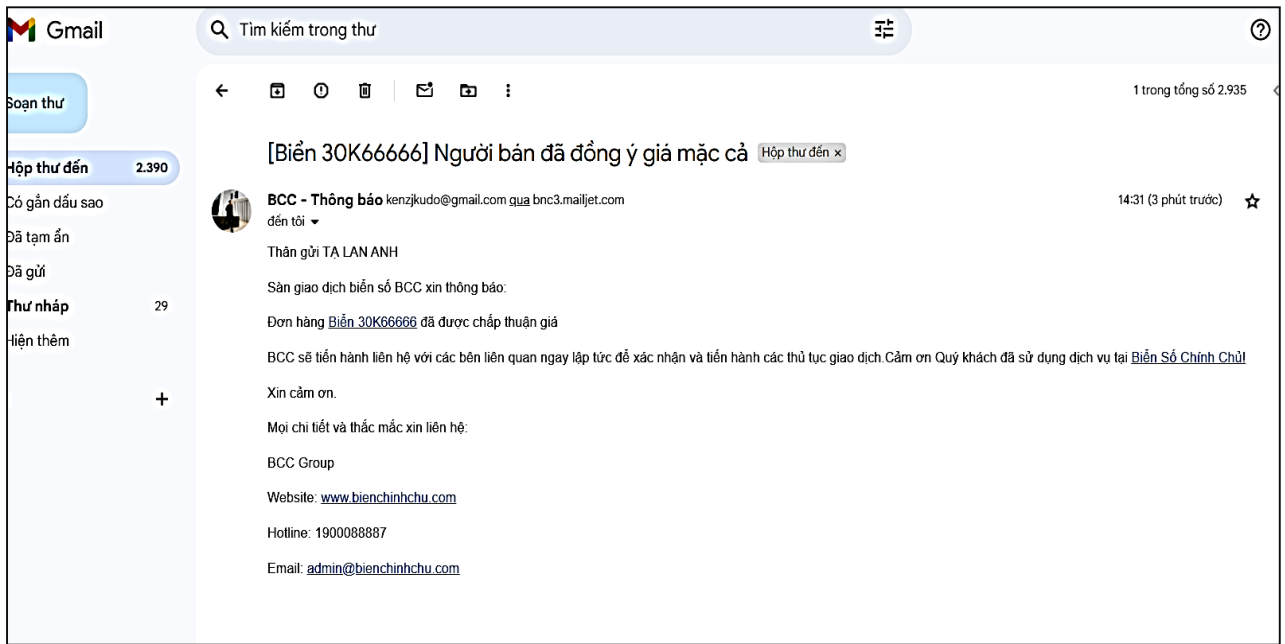 Gmail
Tìm kiếm trong thư
Soạn thư
1 trong tổng số 2.935
[Biển 30K66666] Người bán đã đồng ý giá mặc cả Hộp thư đến x
Hộp thư đến 2.390
BCC - Thông báo kenzjkudo@gmail.com qua bnc3.mailjet.com 14:31 (3 phút trước)
Có gắn dấu sao
đến tôi
Đã tạm ẩn
Thân gửi TẠ LAN ANH
Đã gửi
Sàn giao dịch biển số BCC xin thông báo:
Thư nháp 29
Đơn hàng Biển 30K66666 đã được chấp thuận giá
Hiện thêm
BCC sẽ tiến hành liên hệ với các bên liên quan ngay lập tức để xác nhận và tiến hành các thủ tục giao dịch.Cảm ơn Quý khách đã sử dụng dịch vụ tại Biển Số Chính Chủ!
Xin cảm ơn.
Mọi chi tiết và thắc mắc xin liên hệ:
BCC Group
Website: www.bienchinhchu.com
Hotline: 1900088887
Email: admin@bienchinhchu.com